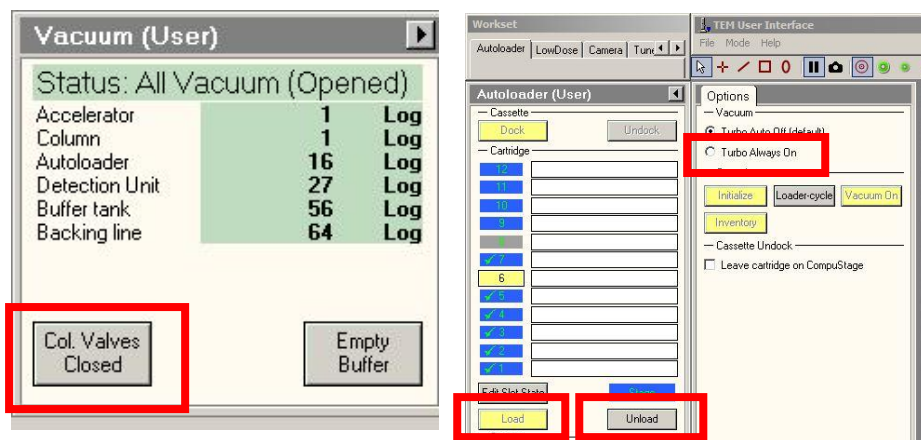 Vacuum (User)
Status: All Vacuum (Opened)
Accelerator 1 Log
Column 1 Log
Autoloader 16 Log
Detection Unit 27 Log
Buffer tank 56 Log
Backing line 64 Log
Col. Valves
Closed
Empty
Buffer
Workset
Autoloader LowDose Camera Tune
Autoloader (User)
Cassette
Dock Undock
Cartridge
12
11
10
9
7
6
5
4
3
2
1
Edit Slot State Stage
Load Unload
TEM User Interface
File Mode Help
Options
Vacuum
Turbo Auto Off (default)
Turbo Always On
Initialize Loader-cycle Vacuum On
Inventory
Cassette Undock
Leave cartridge on CompuStage